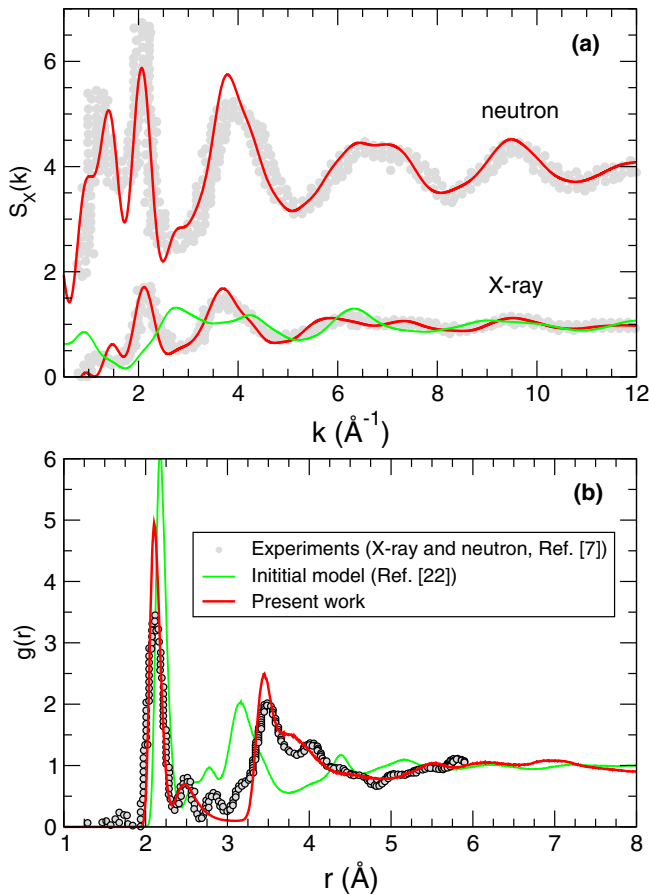 (a)
neutron
X-ray
S_X(k)
6
4
2
0
2 4 6 8 10 12
k (Å⁻¹)
(b)
Experiments (X-ray and neutron, Ref. [7])
Inititial model (Ref. [22])
Present work
g(r)
6
5
4
3
2
1
0
1 2 3 4 5 6 7 8
r (Å)